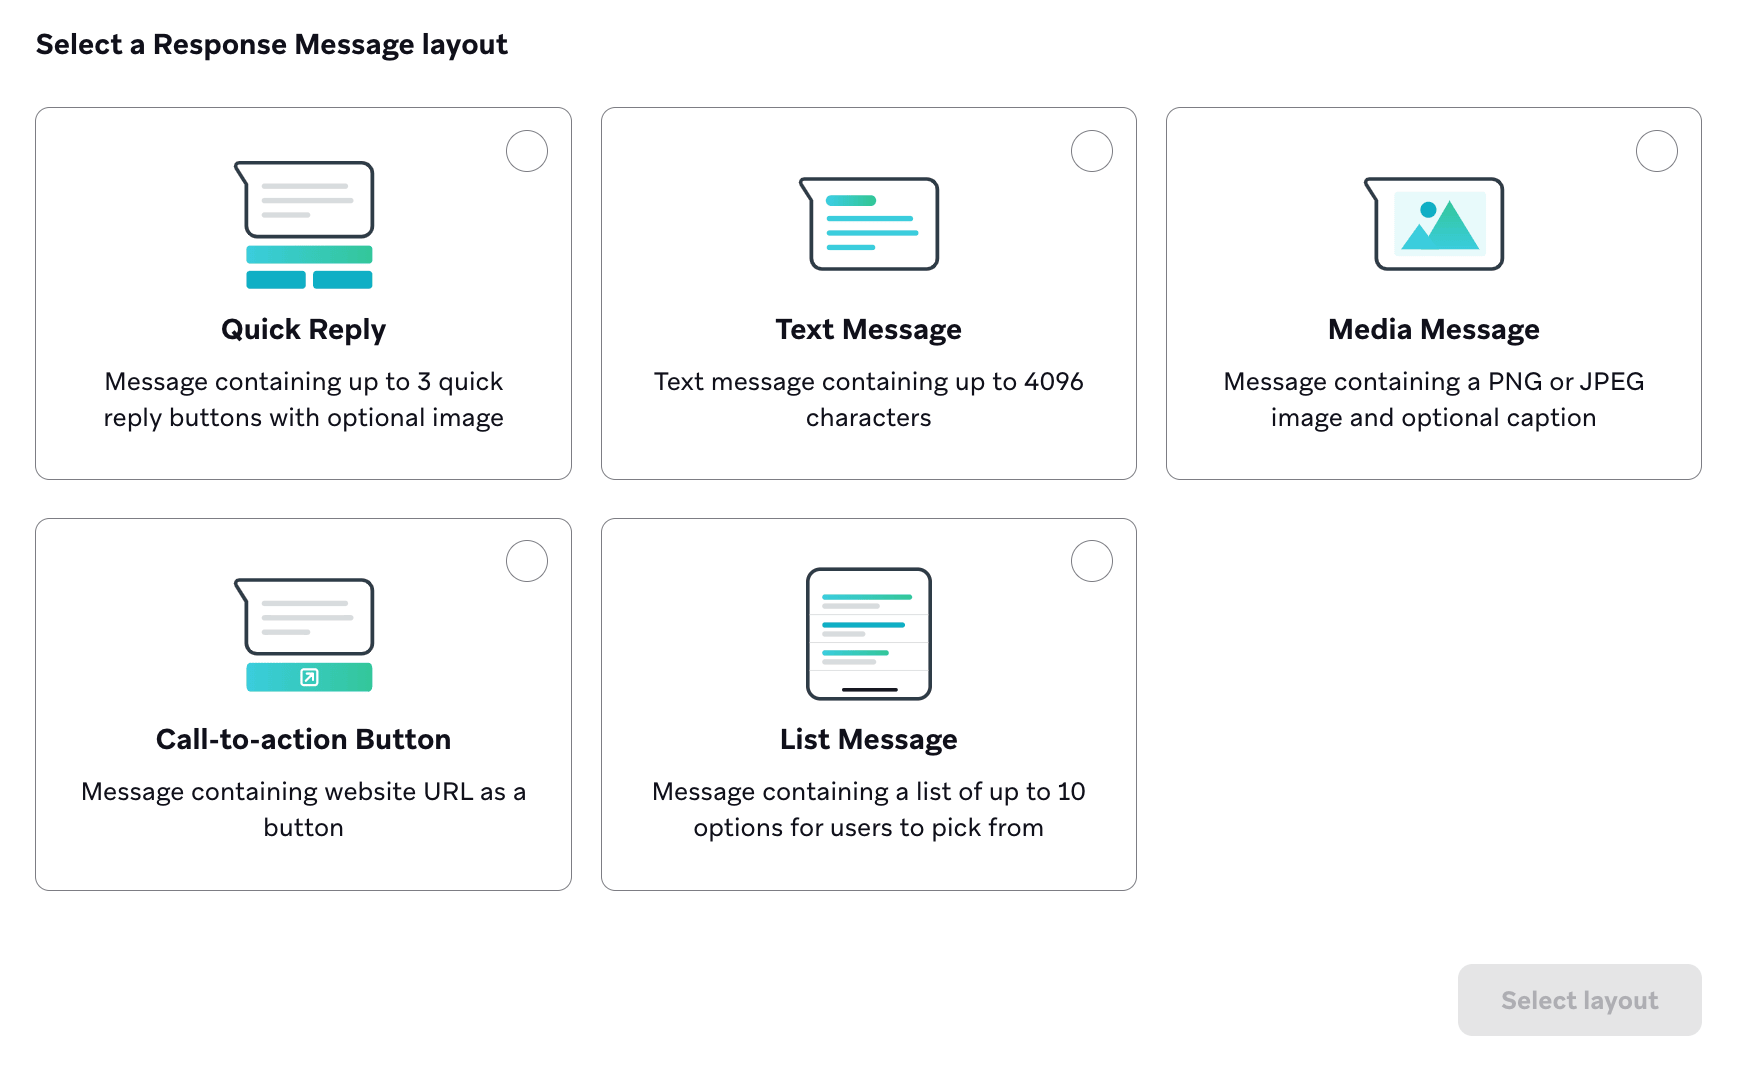 Select a Response Message layout
Quick Reply
Message containing up to 3 quick
reply buttons with optional image
Text Message
Text message containing up to 4096
characters
Media Message
Message containing a PNG or JPEG
image and optional caption
Call-to-action Button
Message containing website URL as a
button
List Message
Message containing a list of up to 10
options for users to pick from
Select layout